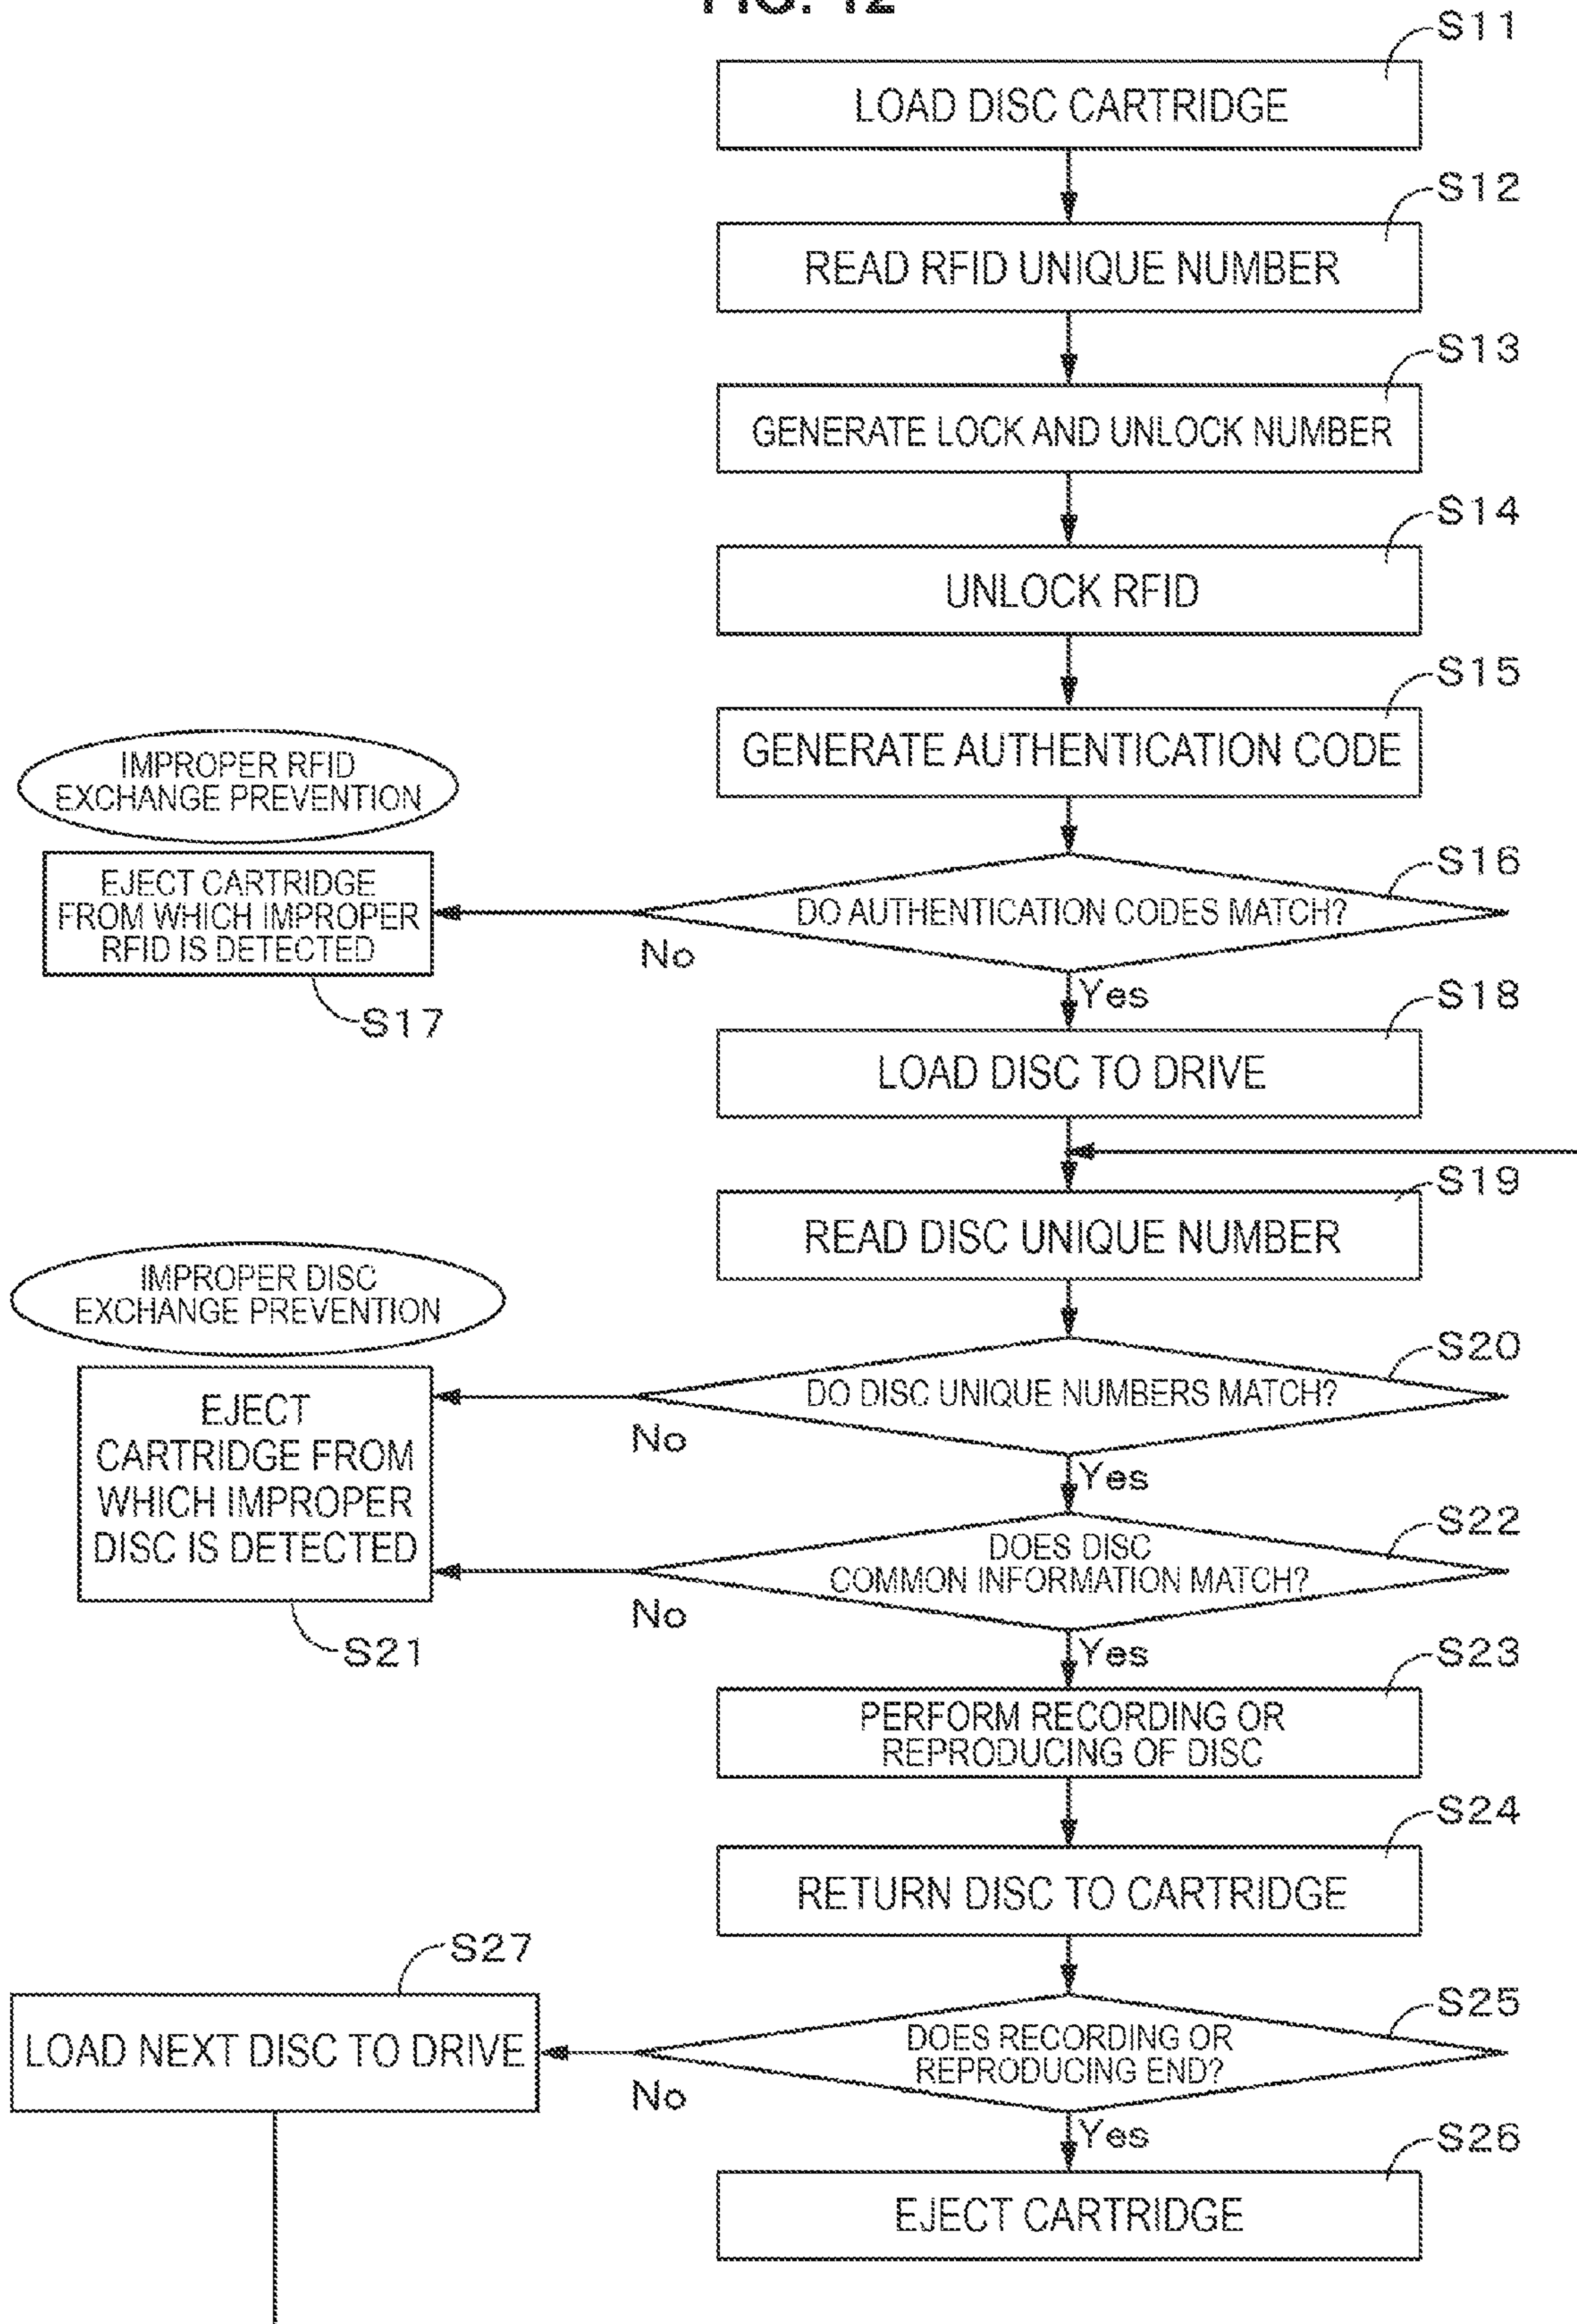 FIG. 12
S11
LOAD DISC CARTRIDGE
S12
READ RFID UNIQUE NUMBER
S13
GENERATE LOCK AND UNLOCK NUMBER
S14
UNLOCK RFID
S15
GENERATE AUTHENTICATION CODE
IMPROPER RFID
EXCHANGE PREVENTION
S16
DO AUTHENTICATION CODES MATCH?
EJECT CARTRIDGE
FROM WHICH IMPROPER
RFID IS DETECTED
No
Yes
S17
S18
LOAD DISC TO DRIVE
S19
READ DISC UNIQUE NUMBER
IMPROPER DISC
EXCHANGE PREVENTION
S20
DO DISC UNIQUE NUMBERS MATCH?
No
Yes
EJECT
CARTRIDGE FROM
WHICH IMPROPER
DISC IS DETECTED
S21
S22
DOES DISC
COMMON INFORMATION MATCH?
No
Yes
S23
PERFORM RECORDING OR
REPRODUCING OF DISC
S24
RETURN DISC TO CARTRIDGE
S27
LOAD NEXT DISC TO DRIVE
S25
DOES RECORDING OR
REPRODUCING END?
No
Yes
S26
EJECT CARTRIDGE